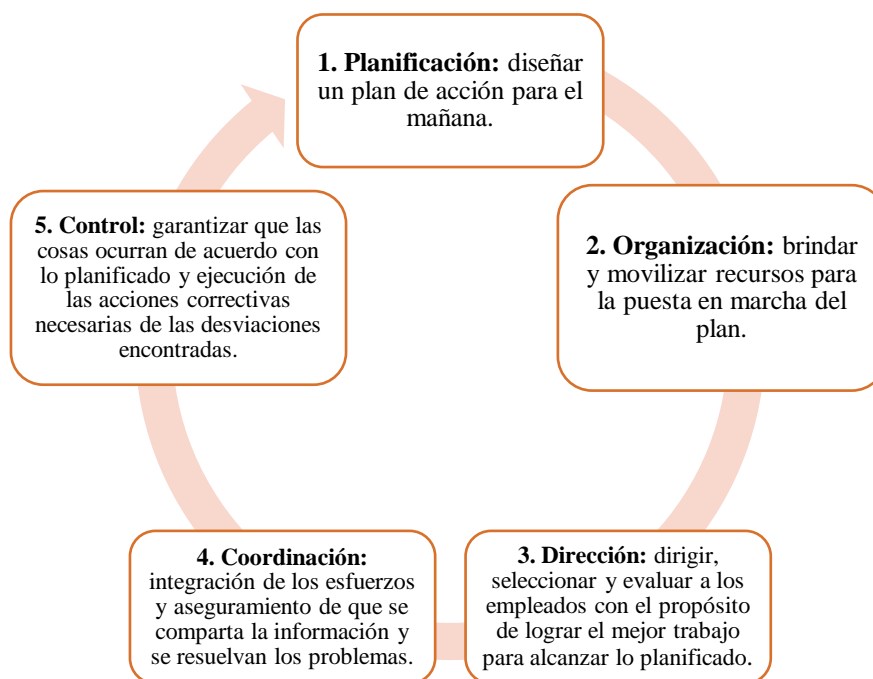 1. Planificación: diseñar
un plan de acción para el
mañana.
2. Organización: brindar
y movilizar recursos para
la puesta en marcha del
plan.
3. Dirección: dirigir,
seleccionar y evaluar a los
empleados con el propósito
de lograr el mejor trabajo
para alcanzar lo planificado.
4. Coordinación:
integración de los esfuerzos
y aseguramiento de que se
comparta la información y
se resuelvan los problemas.
5. Control: garantizar que las
cosas ocurran de acuerdo con
lo planificado y ejecución de
las acciones correctivas
necesarias de las desviaciones
encontradas.